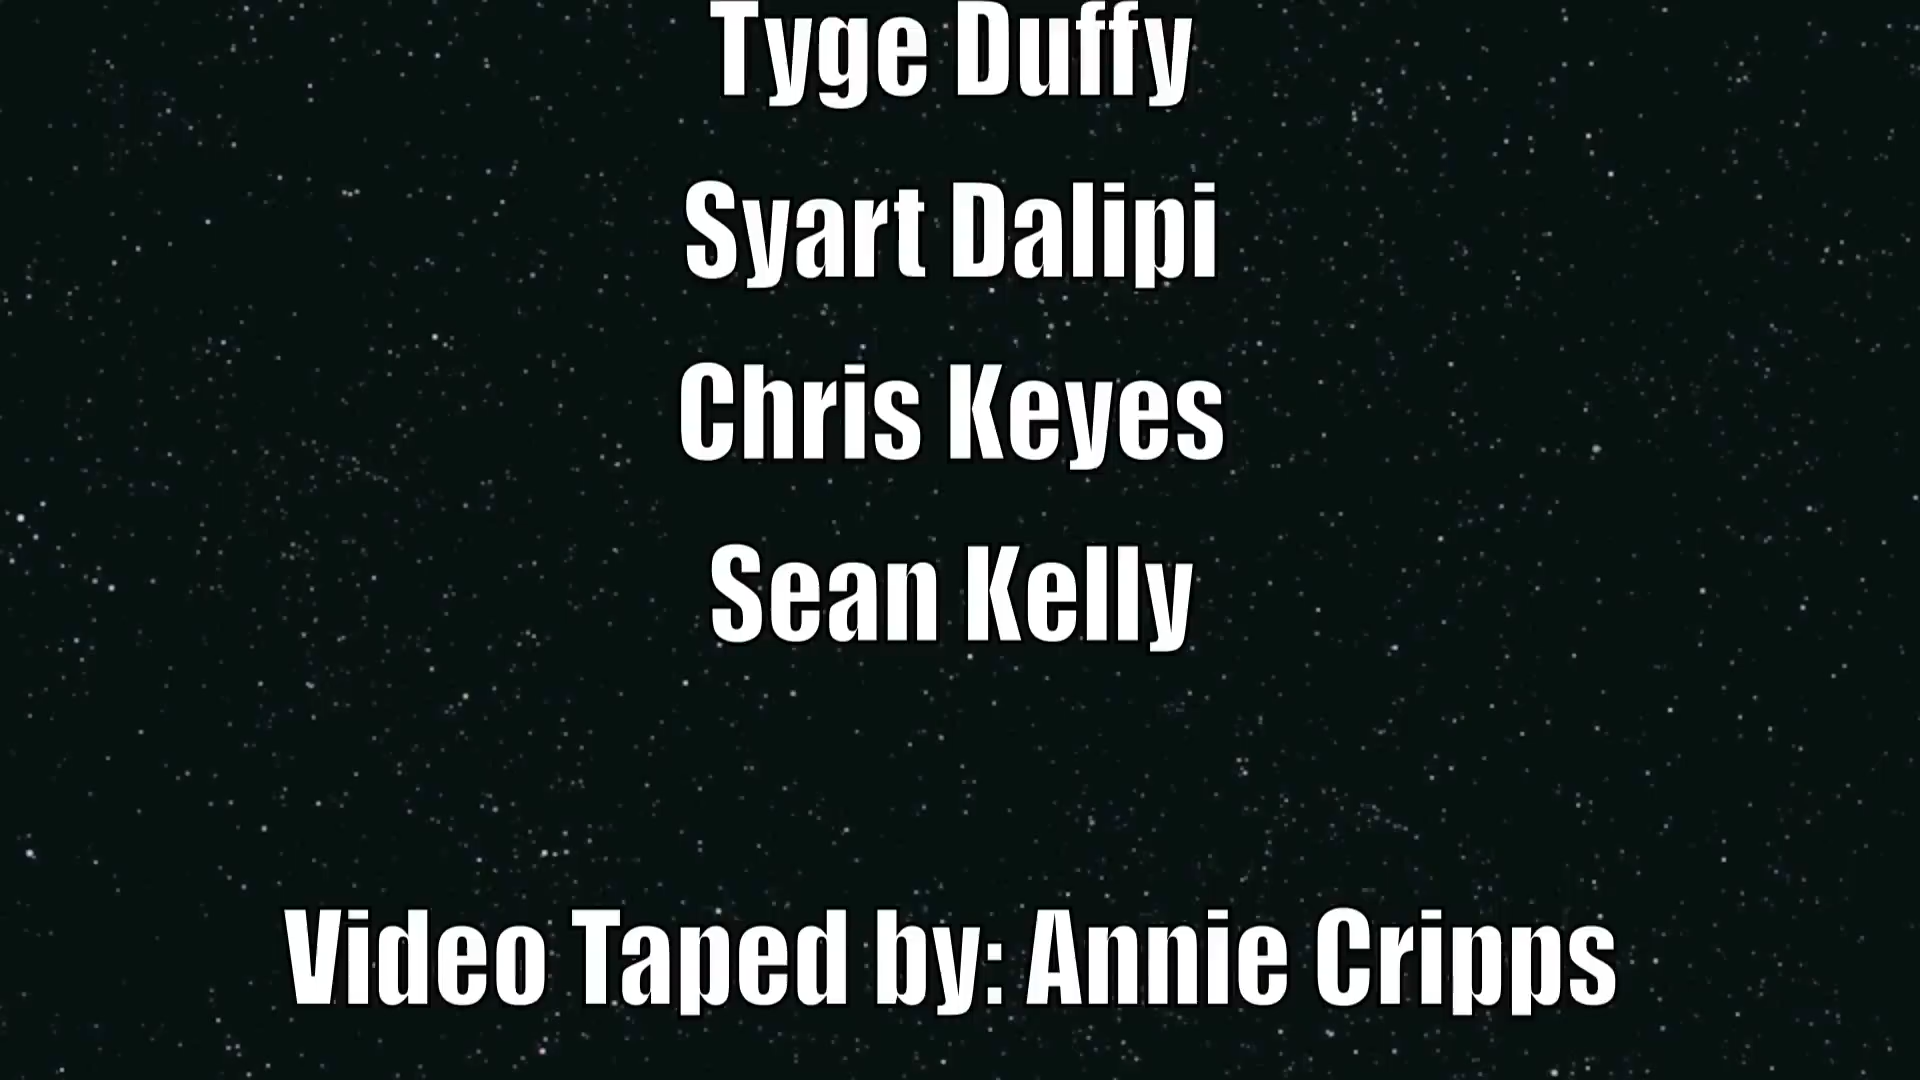 Tyge Duffy
Syart Dalipi
Chris Keyes
Sean Kelly
Video Taped by: Annie Cripps